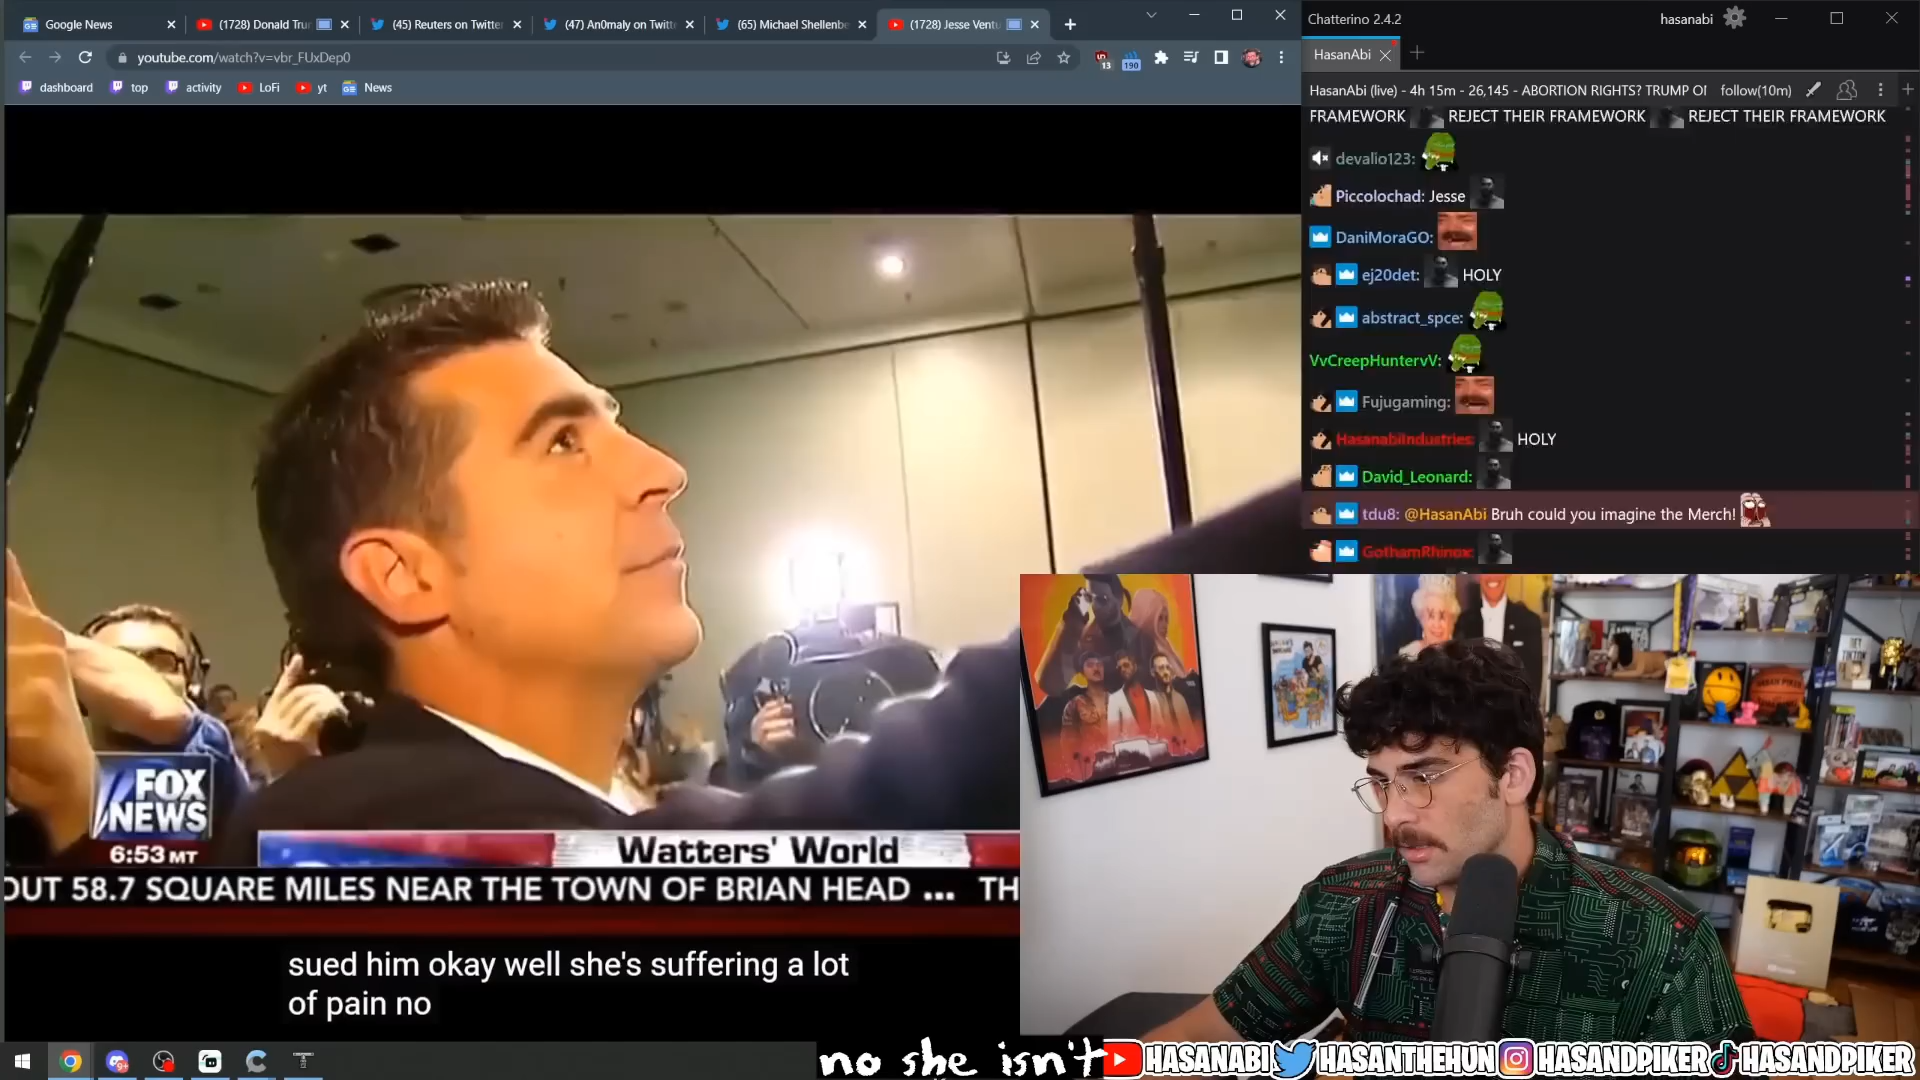 Google News
(1728) Donald Tru
(45) Reuters on Twitte
(47) An0maly on Twitt
(65) Michael Shellenbe
(1728) Jesse Ventu
youtube.com/watch?v=vbr_FUxDep0
13
190
dashboard
top
activity
LoFi
yt
News
FOX
NEWS
6:53 MT
Watters' World
OUT 58.7 SQUARE MILES NEAR THE TOWN OF BRIAN HEAD ... TH
sued him okay well she's suffering a lot
of pain no
Chatterino 2.4.2
hasanabi
HasanAbi
HasanAbi (live) - 4h 15m - 26,145 - ABORTION RIGHTS? TRUMP O
follow(10m)
FRAMEWORK REJECT THEIR FRAMEWORK REJECT THEIR FRAMEWORK
devalio123:
Piccolochad: Jesse
DaniMoraGO:
ej20det: HOLY
abstract_spce:
VvCreepHuntervV:
Fujugaming:
HasanabiIndustries: HOLY
David_Leonard:
tdu8: @HasanAbi Bruh could you imagine the Merch!
GothamRhinox:
no she isn't
HASANABI
HASANTHEHUN
HASANDPIKER
HASANDPIKER